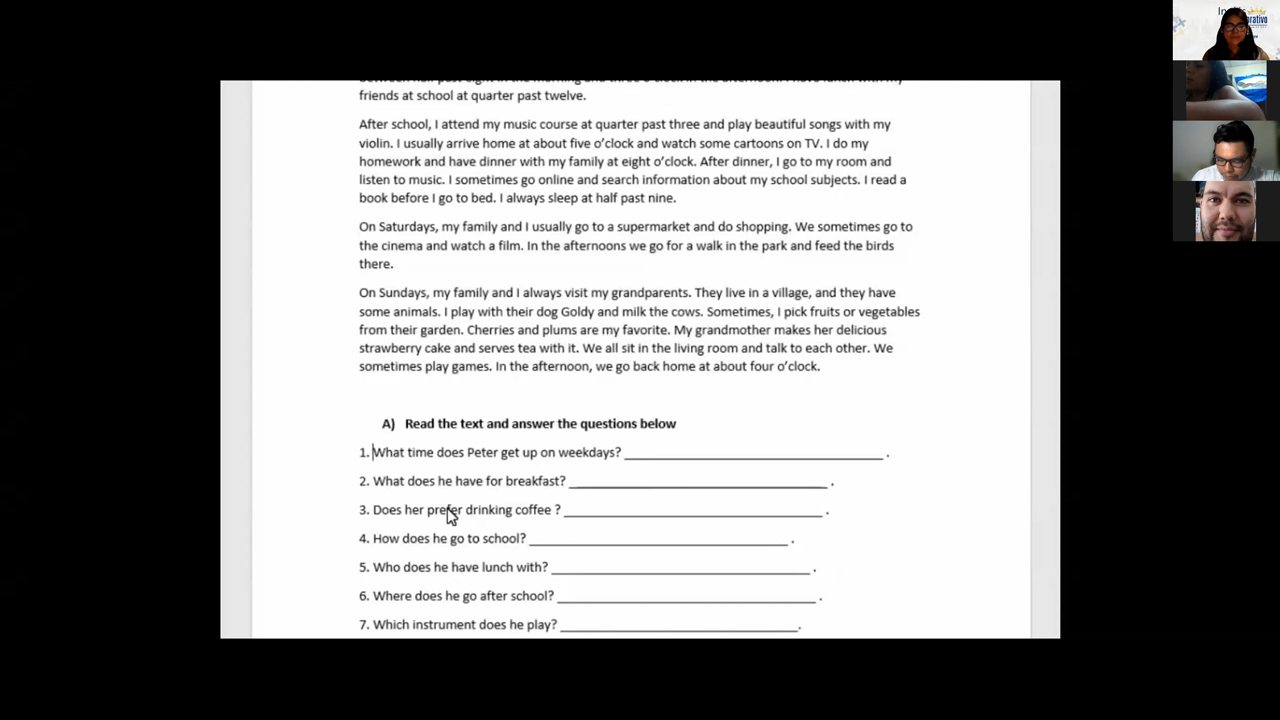 friends at school at quarter past twelve.
After school, I attend my music course at quarter past three and play beautiful songs with my
violin. I usually arrive home at about five o'clock and watch some cartoons on TV. I do my
homework and have dinner with my family at eight o'clock. After dinner, I go to my room and
listen to music. I sometimes go online and search information about my school subjects. I read a
book before I go to bed. I always sleep at half past nine.
On Saturdays, my family and I usually go to a supermarket and do shopping. We sometimes go to
the cinema and watch a film. In the afternoons we go for a walk in the park and feed the birds
there.
On Sundays, my family and I always visit my grandparents. They live in a village, and they have
some animals. I play with their dog Goldy and milk the cows. Sometimes, I pick fruits or vegetables
from their garden. Cherries and plums are my favorite. My grandmother makes her delicious
strawberry cake and serves tea with it. We all sit in the living room and talk to each other. We
sometimes play games. In the afternoon, we go back home at about four o'clock.
A) Read the text and answer the questions below
1. What time does Peter get up on weekdays? ______________________________ .
2. What does he have for breakfast? ______________________________ .
3. Does her prefer drinking coffee ? ______________________________ .
4. How does he go to school? ______________________________ .
5. Who does he have lunch with? ______________________________ .
6. Where does he go after school? ______________________________ .
7. Which instrument does he play? ____________________________.